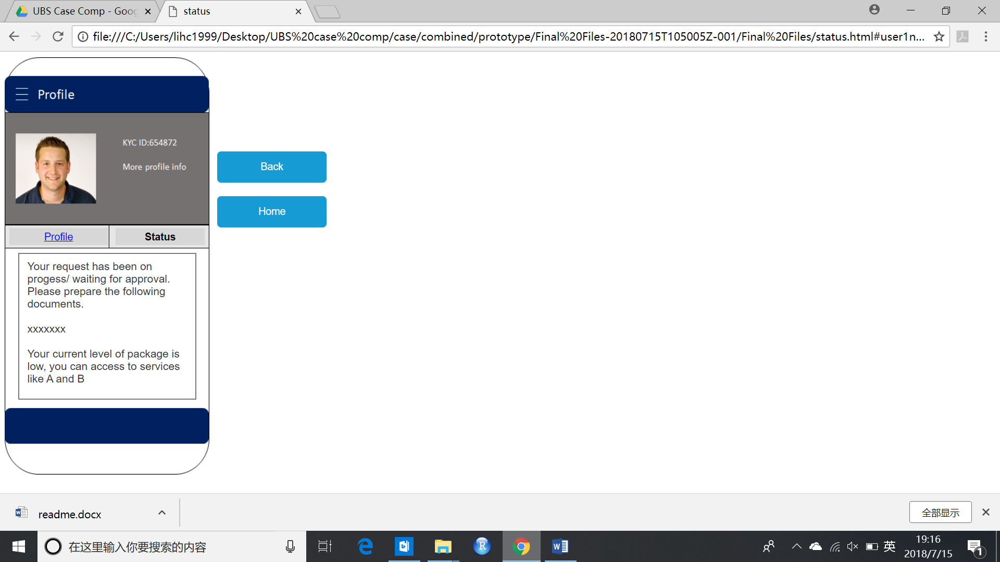 UBS Case Comp - Goo
status
file:///C:/Users/lihc1999/Desktop/UBS%20case%20comp/case/combined/prototype/Final%20Files-20180715T105005Z-001/Final%20Files/status.html#user1n...
Profile
KYC ID:654872
More profile info
Back
Home
Profile
Status
Your request has been on
progess/ waiting for approval.
Please prepare the following
documents.
xxxxxxx
Your current level of package is
low, you can access to services
like A and B
readme.docx
全部显示
在这里输入你要搜索的内容
R
英
19:16
2018/7/15
1